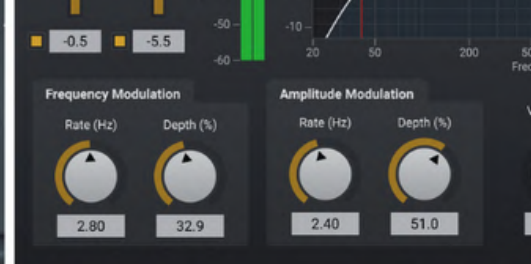 -50
-10
-0.5 -5.5
20 50 200
-60
Frequency Modulation Amplitude Modulation
Rate (Hz) Depth (%) Rate (Hz) Depth (%)
2.80 32.9 2.40 51.0